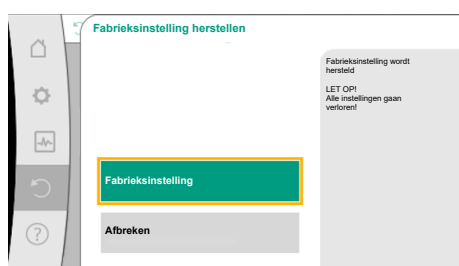 Fabrieksinstelling herstellen
Fabrieksinstelling wordt
hersteld
LET OP!
Alle instellingen gaan
verloren!
Fabrieksinstelling
Afbreken
?